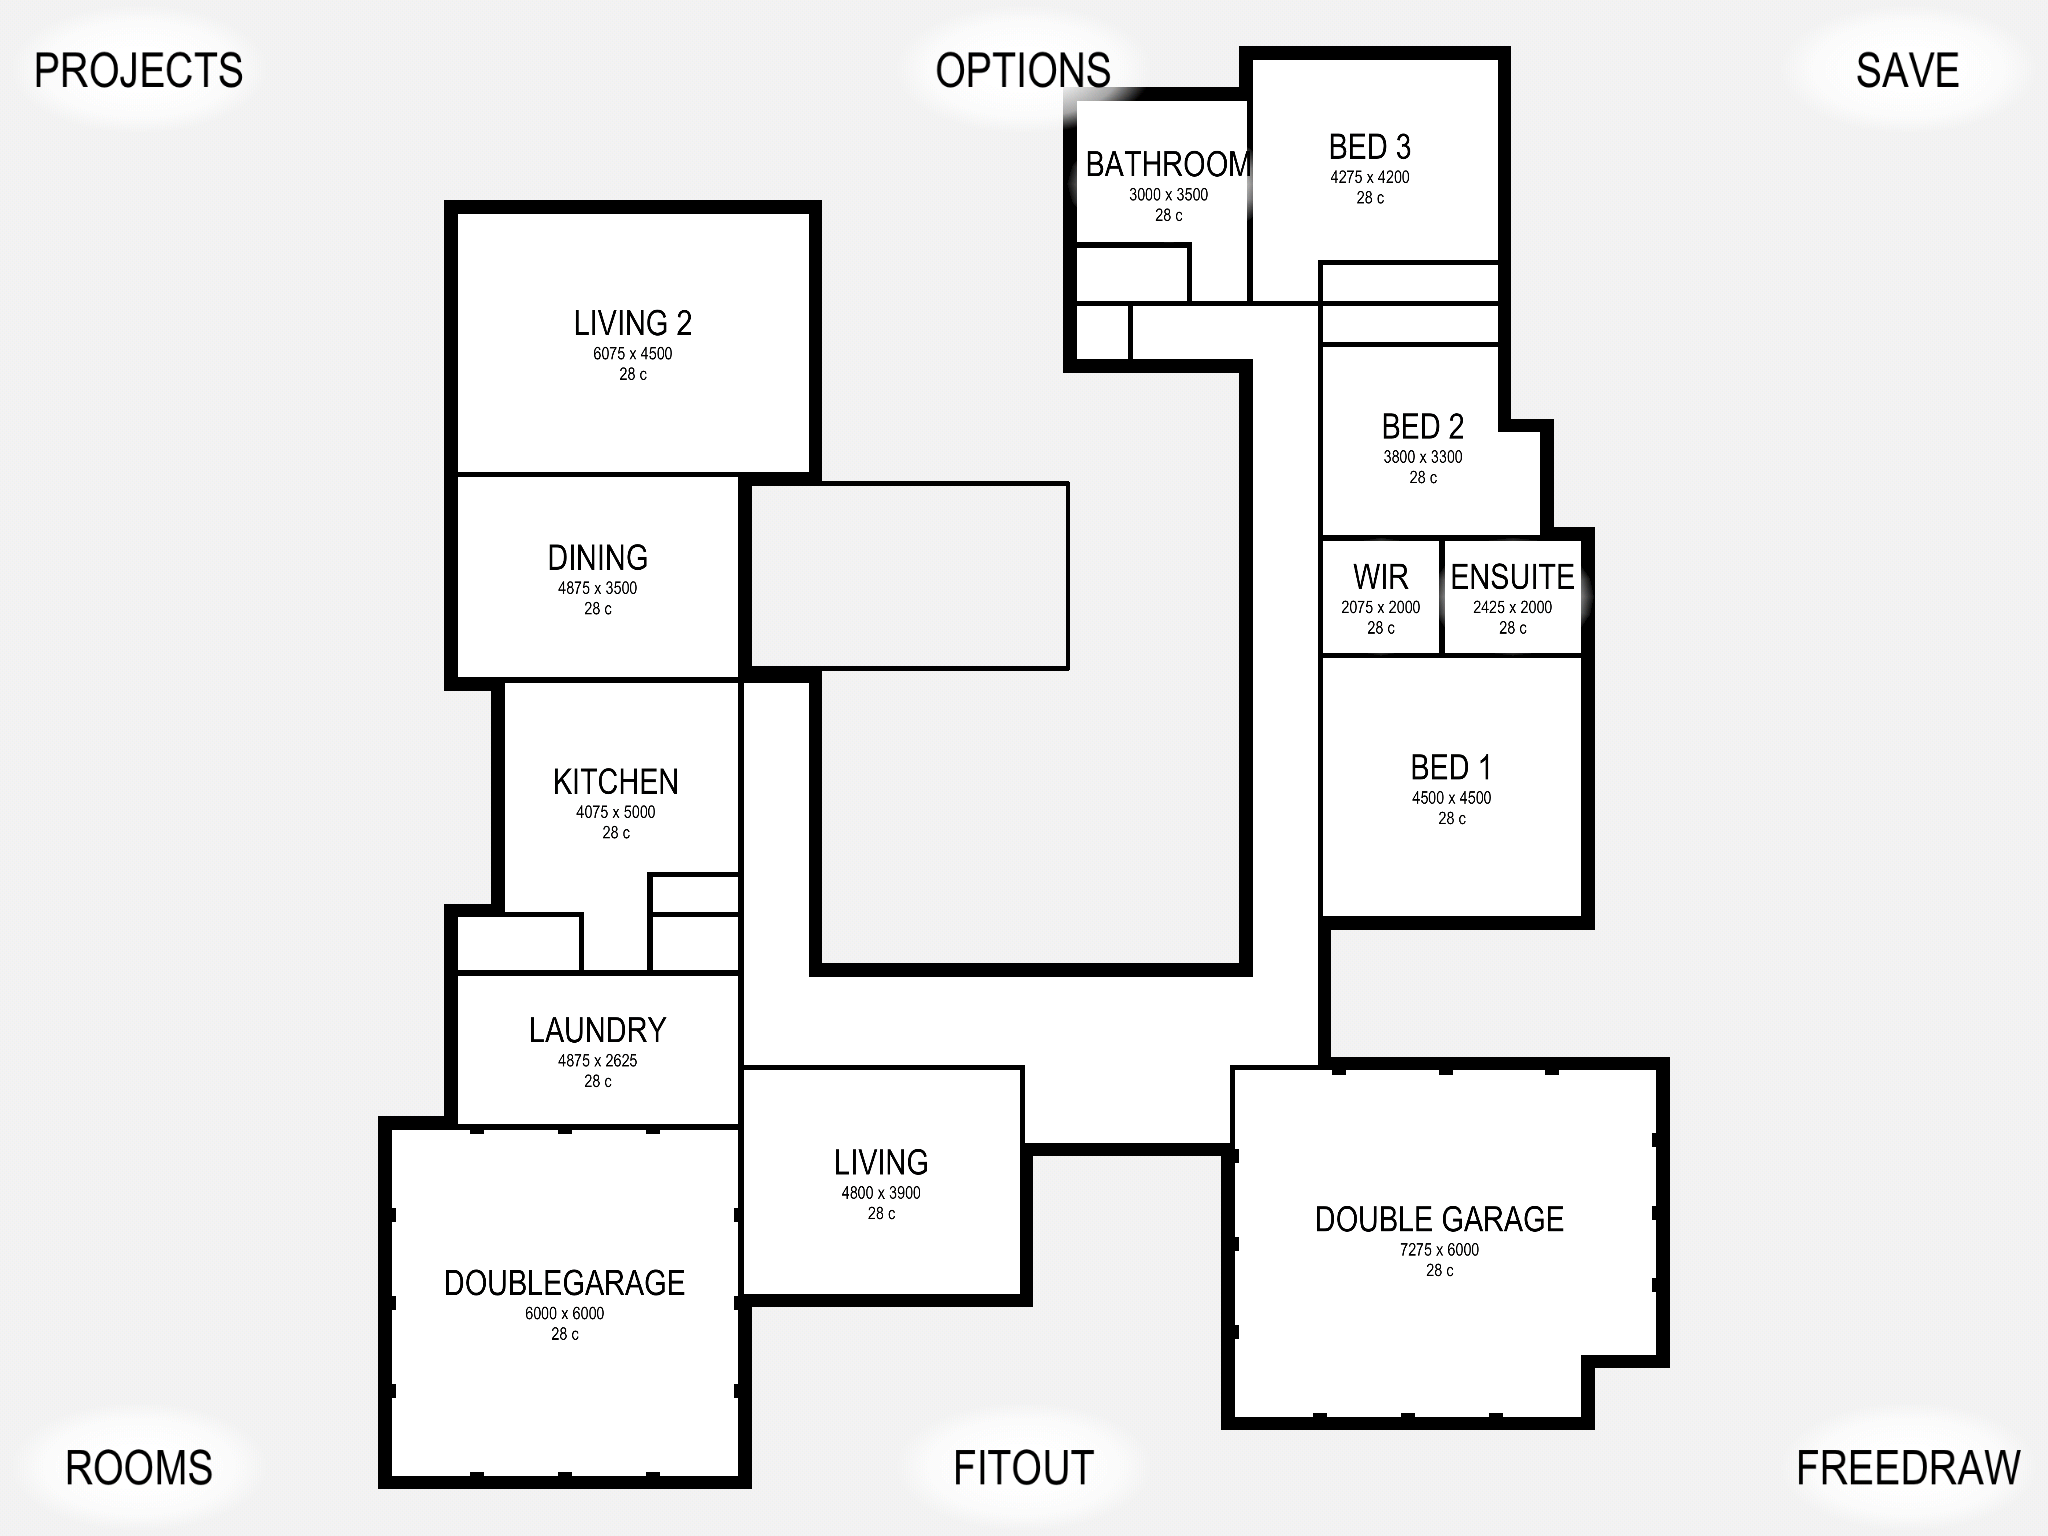 PROJECTS
OPTIONS
SAVE
BATHROOM
3000 x 3500
28 c
BED 3
4275 x 4200
28 c
LIVING 2
6075 x 4500
28 c
BED 2
3800 x 3300
28 c
DINING
4875 x 3500
28 c
WIR
2075 x 2000
28 c
ENSUITE
2425 x 2000
28 c
KITCHEN
4075 x 5000
28 c
BED 1
4500 x 4500
28 c
LAUNDRY
4875 x 2625
28 c
LIVING
4800 x 3900
28 c
DOUBLE GARAGE
7275 x 6000
28 c
DOUBLEGARAGE
6000 x 6000
28 c
ROOMS
FITOUT
FREEDRAW